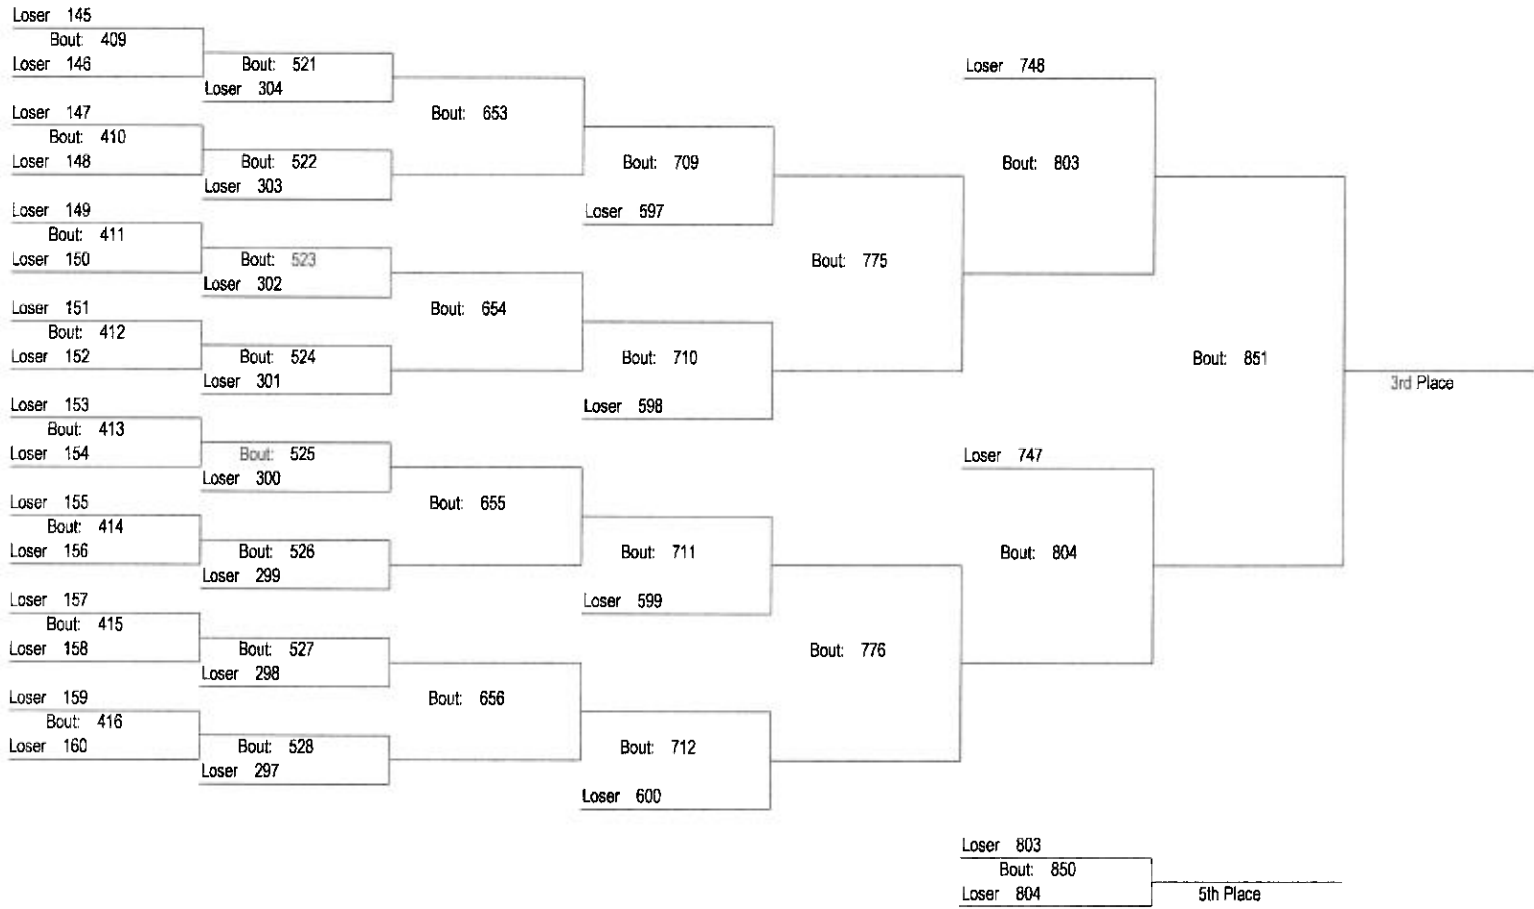 Loser 145
Bout: 409
Loser 146
Bout: 521
Loser 304
Loser 147
Bout: 410
Loser 148
Bout: 522
Loser 303
Bout: 653
Loser 149
Bout: 411
Loser 150
Bout: 523
Loser 302
Loser 151
Bout: 412
Loser 152
Bout: 524
Loser 301
Bout: 654
Loser 153
Bout: 413
Loser 154
Bout: 525
Loser 300
Loser 155
Bout: 414
Loser 156
Bout: 526
Loser 299
Bout: 655
Loser 157
Bout: 415
Loser 158
Bout: 527
Loser 298
Loser 159
Bout: 416
Loser 160
Bout: 528
Loser 297
Bout: 656
Bout: 709
Loser 597
Bout: 710
Loser 598
Bout: 711
Loser 599
Bout: 712
Loser 600
Bout: 775
Bout: 776
Loser 748
Bout: 803
Loser 747
Bout: 804
Bout: 851
3rd Place
Loser 803
Bout: 850
Loser 804
5th Place